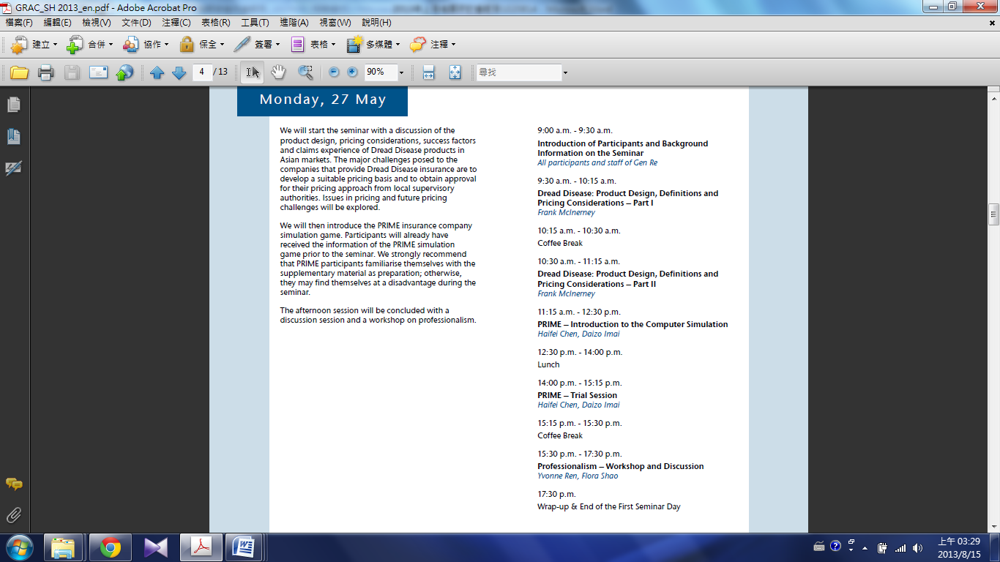 GRAC_SH 2013_en.pdf - Adobe Acrobat Pro
檔案(F) 編輯(E) 檢視(V) 文件(D) 注釋(C) 表格(R) 工具(T) 進階(A) 視窗(W) 說明(H)
建立 合併 協作 保全 簽署 表格 多媒體 注釋
4 / 13 90% 尋找
Monday, 27 May
We will start the seminar with a discussion of the
product design, pricing considerations, success factors
and claims experience of Dread Disease products in
Asian markets. The major challenges posed to the
companies that provide Dread Disease insurance are to
develop a suitable pricing basis and to obtain approval
for their pricing approach from local supervisory
authorities. Issues in pricing and future pricing
challenges will be explored.
We will then introduce the PRIME insurance company
simulation game. Participants will already have
received the information of the PRIME simulation
game prior to the seminar. We strongly recommend
that PRIME participants familiarise themselves with the
supplementary material as preparation; otherwise,
they may find themselves at a disadvantage during the
seminar.
The afternoon session will be concluded with a
discussion session and a workshop on professionalism.
9:00 a.m. - 9:30 a.m.
Introduction of Participants and Background
Information on the Seminar
All participants and staff of Gen Re
9:30 a.m. - 10:15 a.m.
Dread Disease: Product Design, Definitions and
Pricing Considerations – Part I
Frank McInerney
10:15 a.m. - 10:30 a.m.
Coffee Break
10:30 a.m. - 11:15 a.m.
Dread Disease: Product Design, Definitions and
Pricing Considerations – Part II
Frank McInerney
11:15 a.m. - 12:30 p.m.
PRIME – Introduction to the Computer Simulation
Haifei Chen, Daizo Imai
12:30 p.m. - 14:00 p.m.
Lunch
14:00 p.m. - 15:15 p.m.
PRIME – Trial Session
Haifei Chen, Daizo Imai
15:15 p.m. - 15:30 p.m.
Coffee Break
15:30 p.m. - 17:30 p.m.
Professionalism – Workshop and Discussion
Yvonne Ren, Flora Shao
17:30 p.m.
Wrap-up & End of the First Seminar Day
上午 03:29
2013/8/15